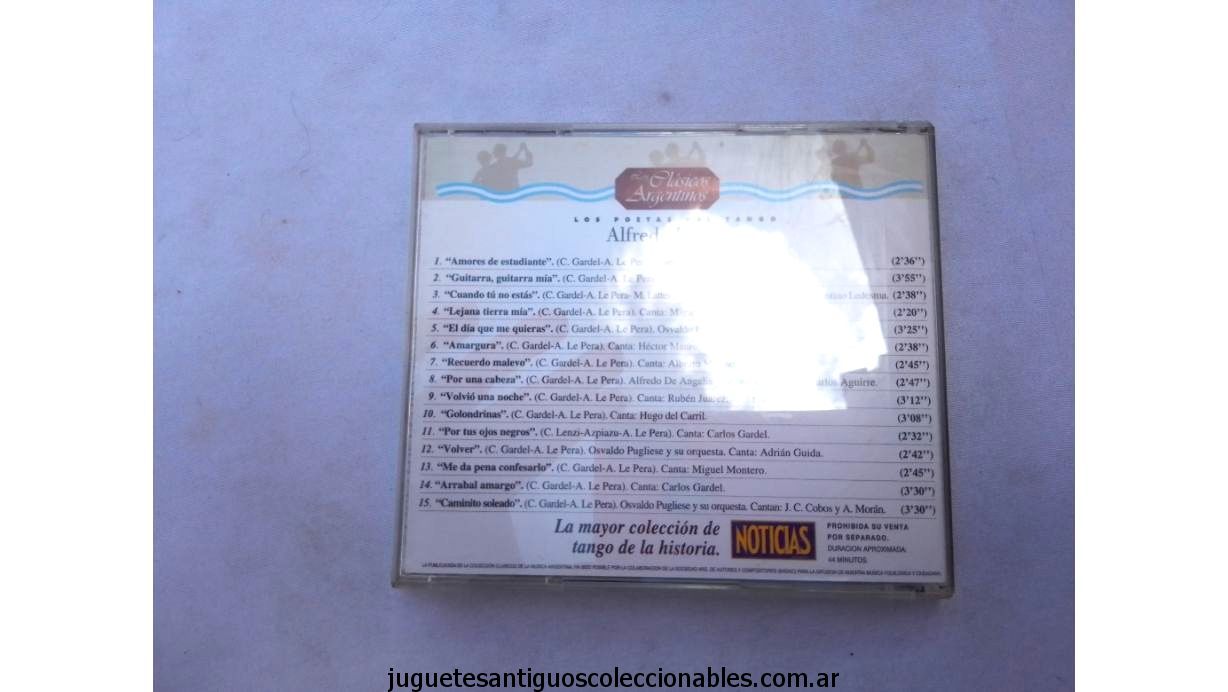 Los Clásicos
Argentinos
LOS POETAS DEL TANGO
1. “Amores de estudiante”. (C. Gardel-A. Le (2’36”)
2. “Guitarra, guitarra mía”. (C. Gardel-A. Le Pera (3’55”)
3. “Cuando tú no estás”. (C. Gardel-A. Le Pera- M. Ledesma. (2’38”)
4. “Lejana tierra mía”. (C. Gardel-A. Le Pera). Canta: (2’20”)
5. “El día que me quieras”. (C. Gardel-A. Le Pera). Osvaldo (3’25”)
6. “Amargura”. (C. Gardel-A. Le Pera). Canta: Héctor (2’38”)
7. “Recuerdo malevo”. (C. Gardel-A. Le Pera). Canta: (2’45”)
8. “Por una cabeza”. (C. Gardel-A. Le Pera). Alfredo De Angelis Aguirre. (2’47”)
9. “Volvió una noche”. (C. Gardel-A. Le Pera). Canta: Rubén Juárez. (3’12”)
10. “Golondrinas”. (C. Gardel-A. Le Pera). Canta: Hugo del Carril. (3’08”)
11. “Por tus ojos negros”. (C. Lenzi-Azpiazu-A. Le Pera). Canta: Carlos Gardel. (2’32”)
12. “Volver”. (C. Gardel-A. Le Pera). Osvaldo Pugliese y su orquesta. Canta: Adrián Guida. (2’42”)
13. “Me da pena confesarlo”. (C. Gardel-A. Le Pera). Canta: Miguel Montero. (2’45”)
14. “Arrabal amargo”. (C. Gardel-A. Le Pera). Canta: Carlos Gardel. (3’30”)
15. “Caminito soleado”. (C. Gardel-A. Le Pera). Osvaldo Pugliese y su orquesta. Cantan: J. C. Cobos y A. Morán. (3’30”)
La mayor colección de
tango de la historia.
NOTICIAS
PROHIBIDA SU VENTA
POR SEPARADO.
DURACION APROXIMADA:
44 MINUTOS
juguetesantiguoscoleccionables.com.ar